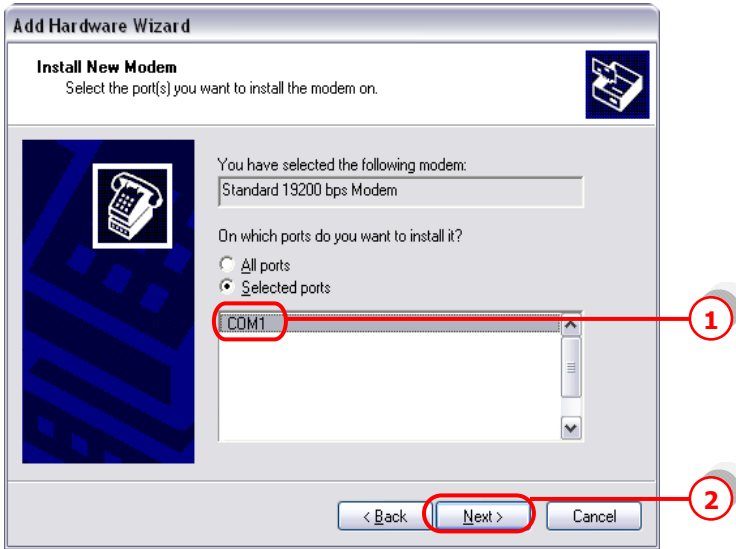 Add Hardware Wizard
Install New Modem
Select the port(s) you want to install the modem on.
You have selected the following modem:
Standard 19200 bps Modem
On which ports do you want to install it?
All ports
Selected ports
COM1
1
< Back
Next >
Cancel
2